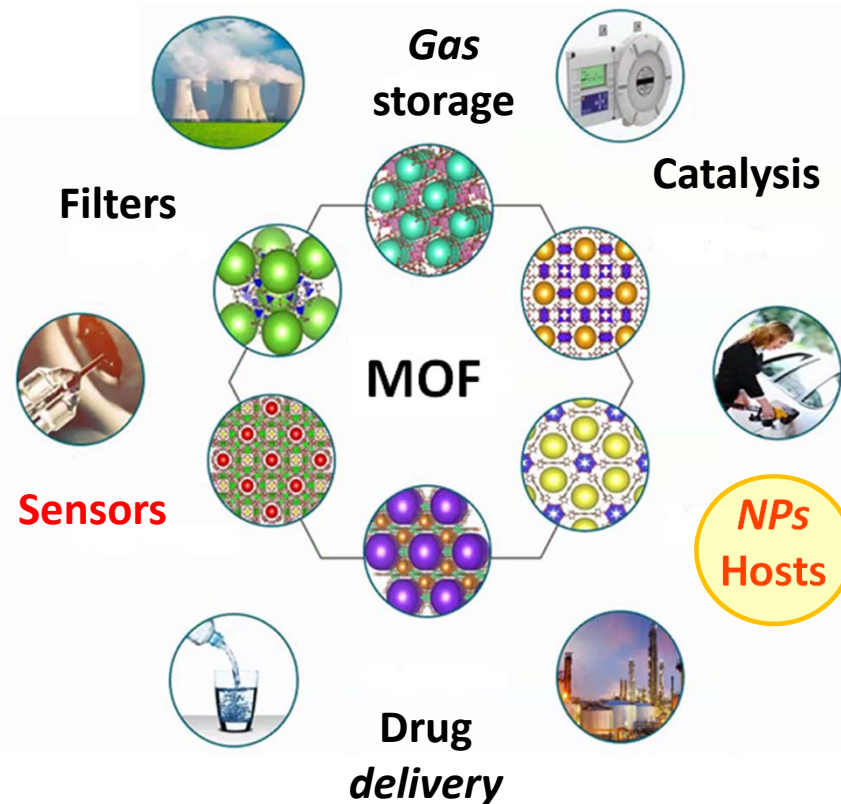 Gas
storage
Catalysis
Filters
MOF
Sensors
NPs
Hosts
Drug
delivery